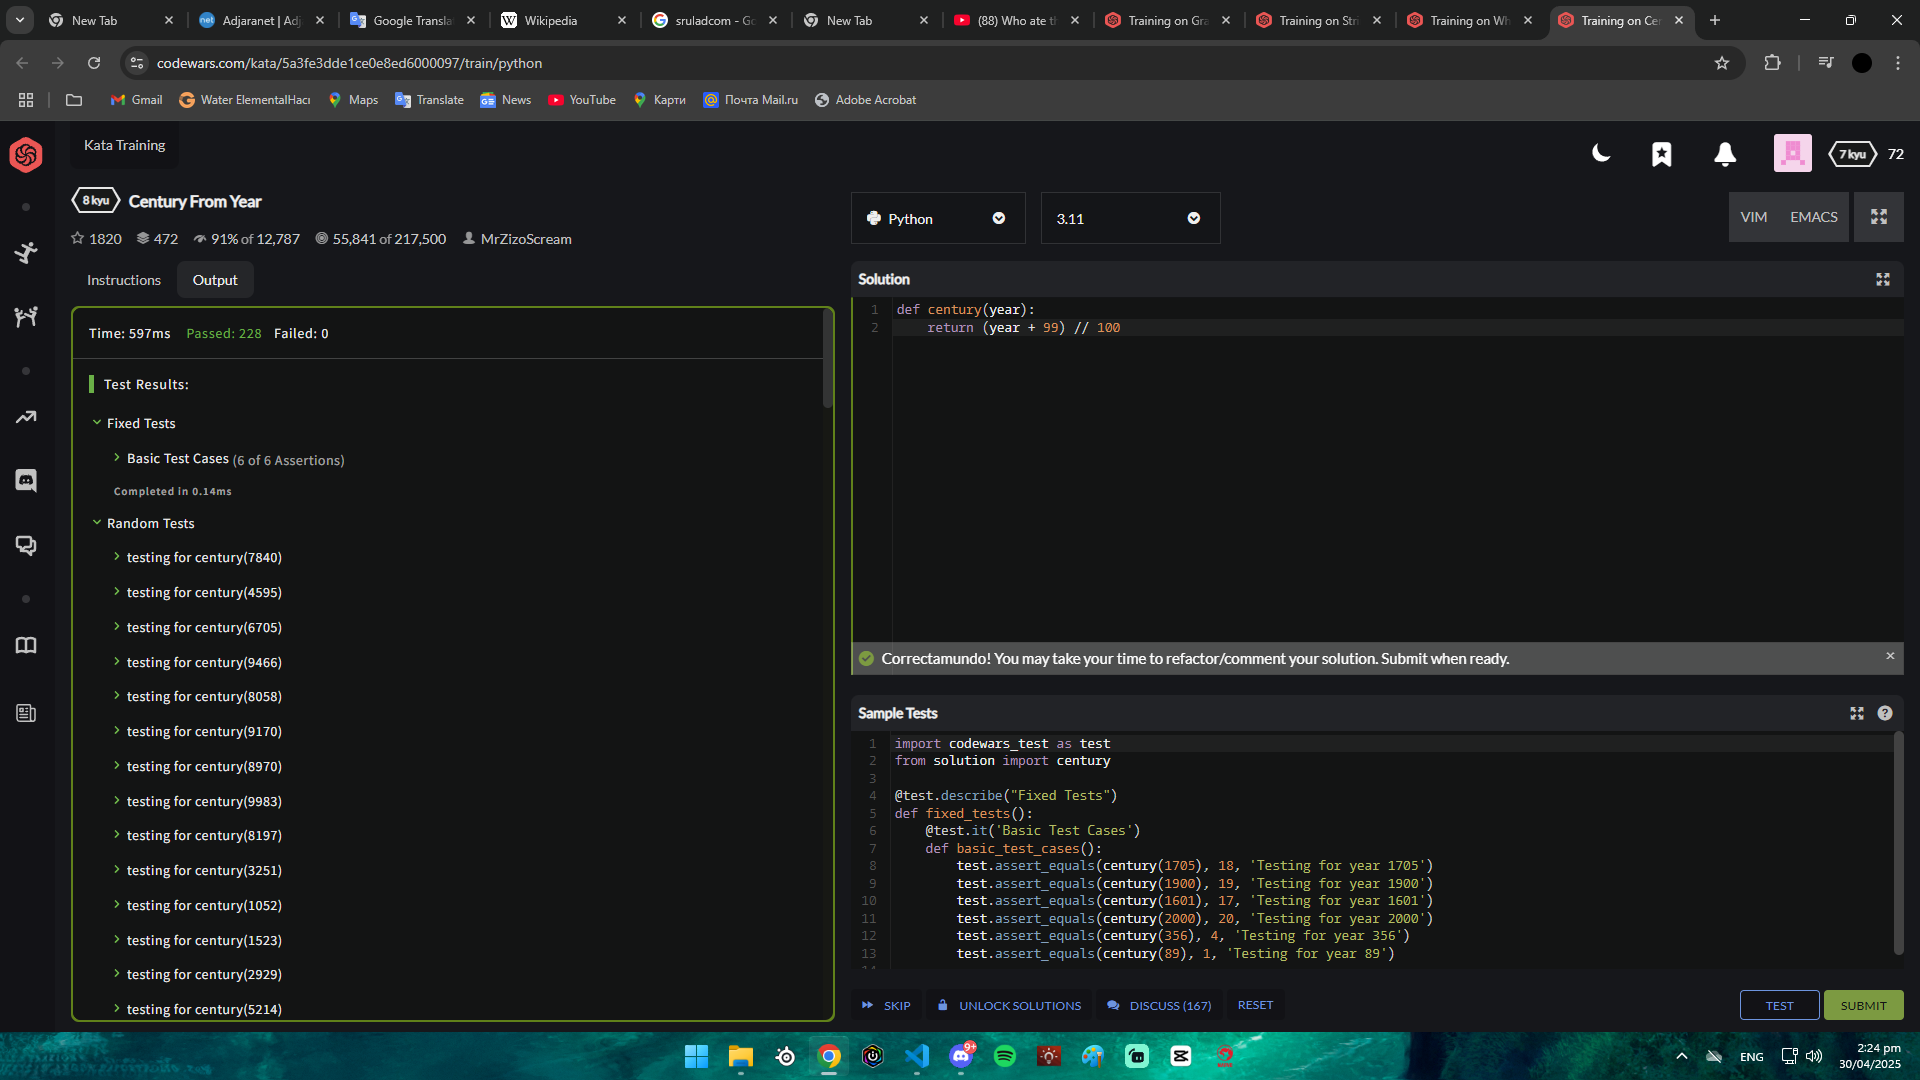 New Tab
Adjaranet | Adj
Google Transla
Wikipedia
sruladcom - Go
New Tab
(88) Who ate th
Training on Gra
Training on Stri
Training on Wh
Training on Cen
codewars.com/kata/5a3fe3dde1ce0e8ed6000097/train/python
Gmail
Water ElementalHacı
Maps
Translate
News
YouTube
Карти
Почта Mail.ru
Adobe Acrobat
Kata Training
7 kyu
72
8 kyu
Century From Year
1820
472
91% of 12,787
55,841 of 217,500
MrZizoScream
Python
3.11
VIM
EMACS
Instructions
Output
Time: 597ms Passed: 228 Failed: 0
Test Results:
Fixed Tests
Basic Test Cases (6 of 6 Assertions)
Completed in 0.14ms
Random Tests
testing for century(7840)
testing for century(4595)
testing for century(6705)
testing for century(9466)
testing for century(8058)
testing for century(9170)
testing for century(8970)
testing for century(9983)
testing for century(8197)
testing for century(3251)
testing for century(1052)
testing for century(1523)
testing for century(2929)
testing for century(5214)
Solution
1 def century(year):
2 return (year + 99) // 100
Correctamundo! You may take your time to refactor/comment your solution. Submit when ready.
Sample Tests
1 import codewars_test as test
2 from solution import century
3
4 @test.describe("Fixed Tests")
5 def fixed_tests():
6 @test.it('Basic Test Cases')
7 def basic_test_cases():
8 test.assert_equals(century(1705), 18, 'Testing for year 1705')
9 test.assert_equals(century(1900), 19, 'Testing for year 1900')
10 test.assert_equals(century(1601), 17, 'Testing for year 1601')
11 test.assert_equals(century(2000), 20, 'Testing for year 2000')
12 test.assert_equals(century(356), 4, 'Testing for year 356')
13 test.assert_equals(century(89), 1, 'Testing for year 89')
14
SKIP
UNLOCK SOLUTIONS
DISCUSS (167)
RESET
TEST
SUBMIT
9+
ENG
2:24 pm
30/04/2025